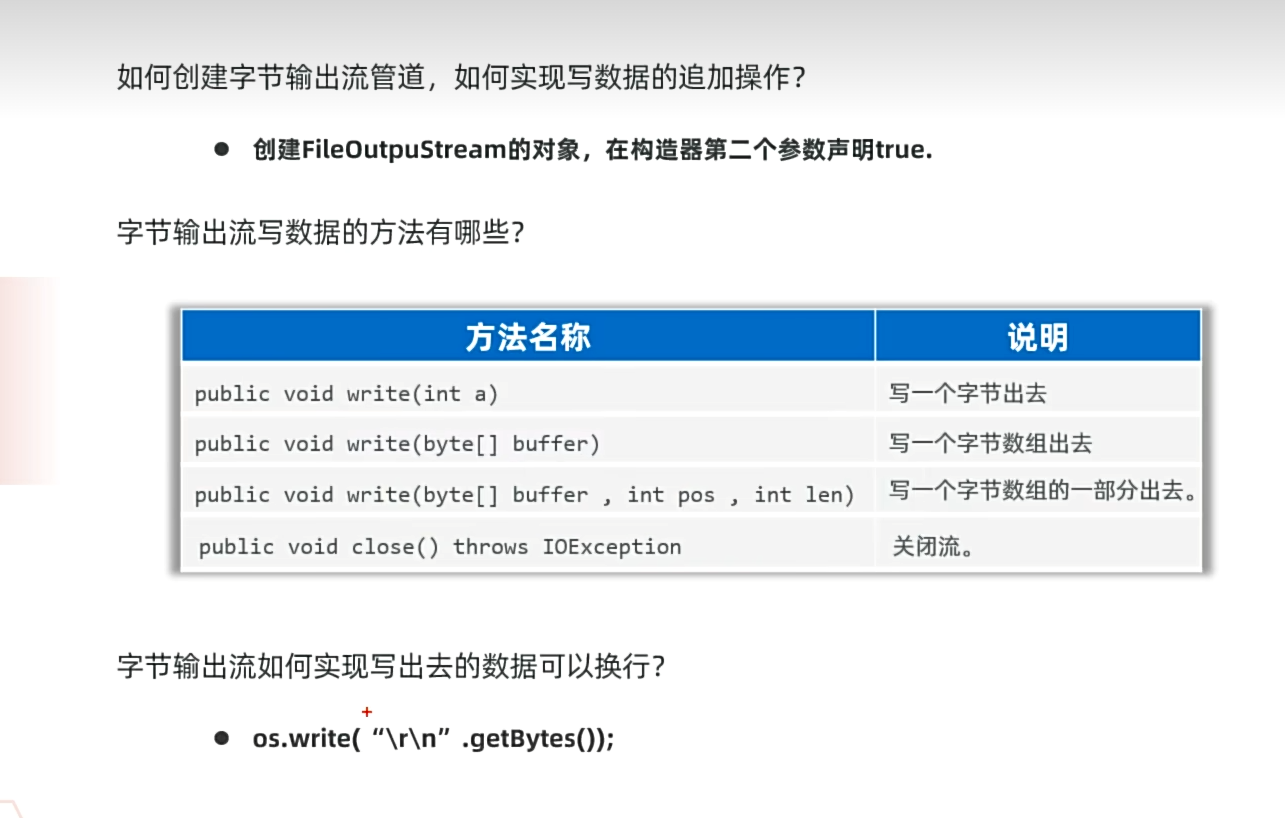 如何创建字节输出流管道，如何实现写数据的追加操作？
● 创建FileOutpuStream的对象，在构造器第二个参数声明true.
字节输出流写数据的方法有哪些？
方法名称 说明
public void write(int a) 写一个字节出去
public void write(byte[] buffer) 写一个字节数组出去
public void write(byte[] buffer , int pos , int len) 写一个字节数组的一部分出去。
public void close() throws IOException 关闭流。
字节输出流如何实现写出去的数据可以换行？
● os.write( “\r\n” .getBytes());